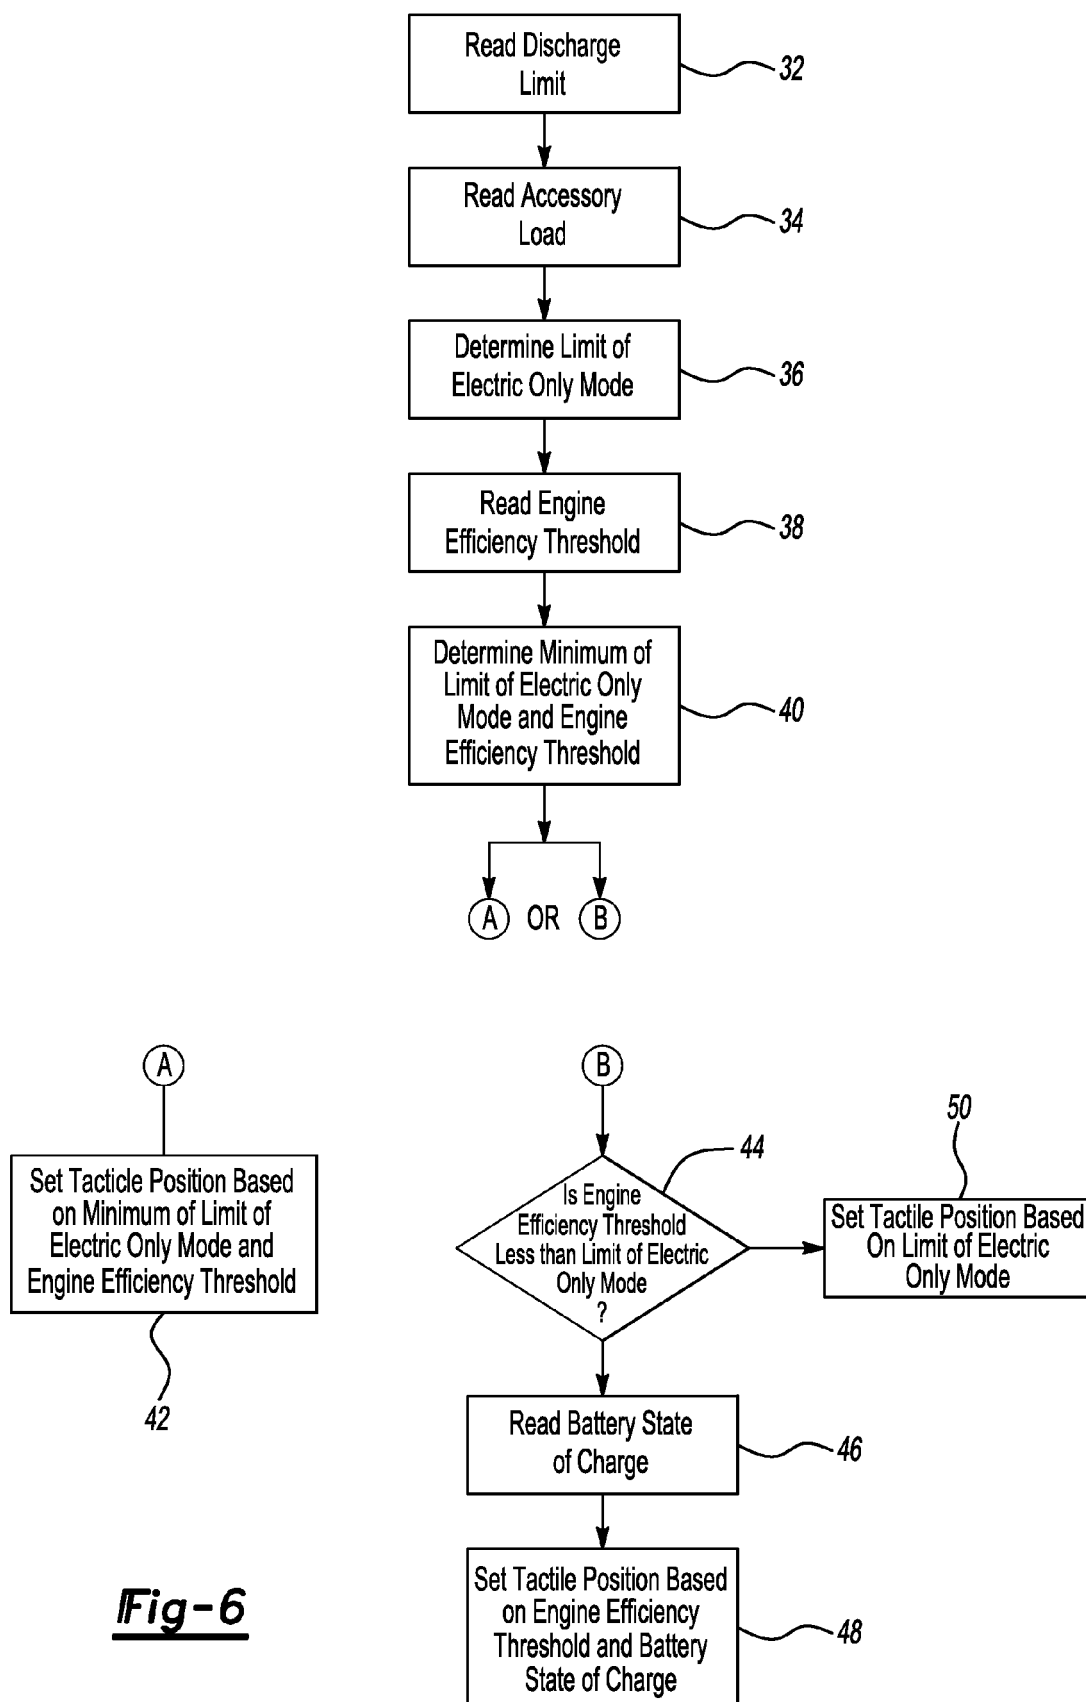 Read Discharge
Limit
32
Read Accessory
Load
34
Determine Limit of
Electric Only Mode
36
Read Engine
Efficiency Threshold
38
Determine Minimum of
Limit of Electric Only
Mode and Engine
Efficiency Threshold
40
A OR B
A
Set Tacticle Position Based
on Minimum of Limit of
Electric Only Mode and
Engine Efficiency Threshold
42
B
Is Engine
Efficiency Threshold
Less than Limit of Electric
Only Mode
?
44
50
Set Tactile Position Based
On Limit of Electric
Only Mode
Read Battery State
of Charge
46
Set Tactile Position Based
on Engine Efficiency
Threshold and Battery
State of Charge
48
Fig-6